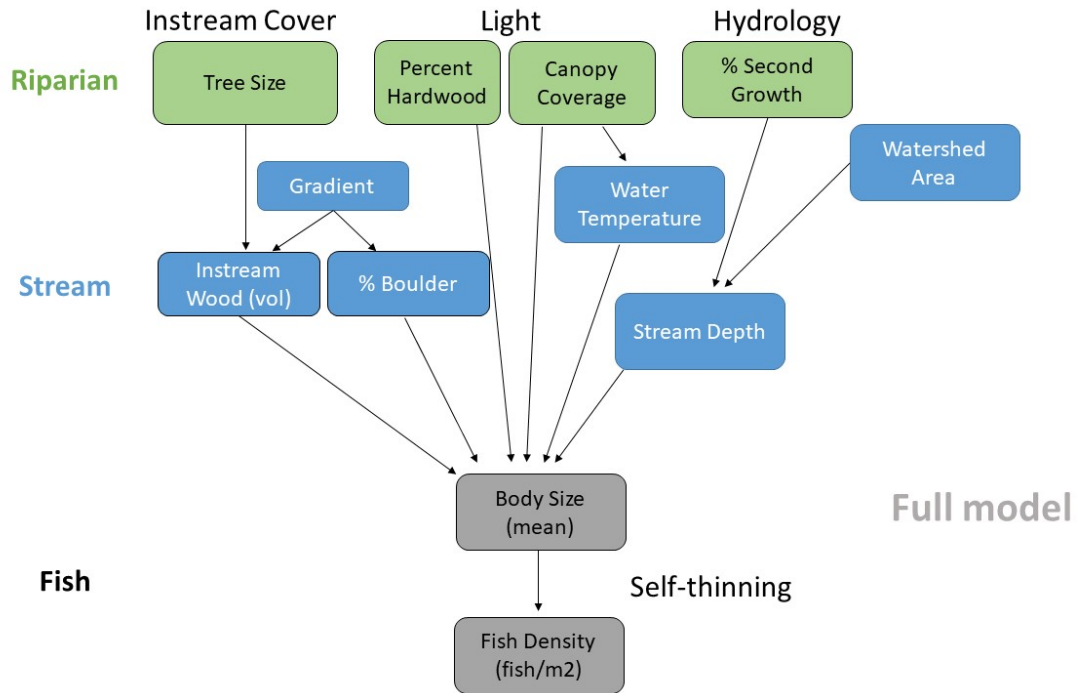 Instream Cover
Light
Hydrology
Riparian
Tree Size
Percent
Hardwood
Canopy
Coverage
% Second
Growth
Watershed
Area
Gradient
Water
Temperature
Stream
Instream
Wood (vol)
% Boulder
Stream Depth
Body Size
(mean)
Full model
Fish
Self-thinning
Fish Density
(fish/m2)